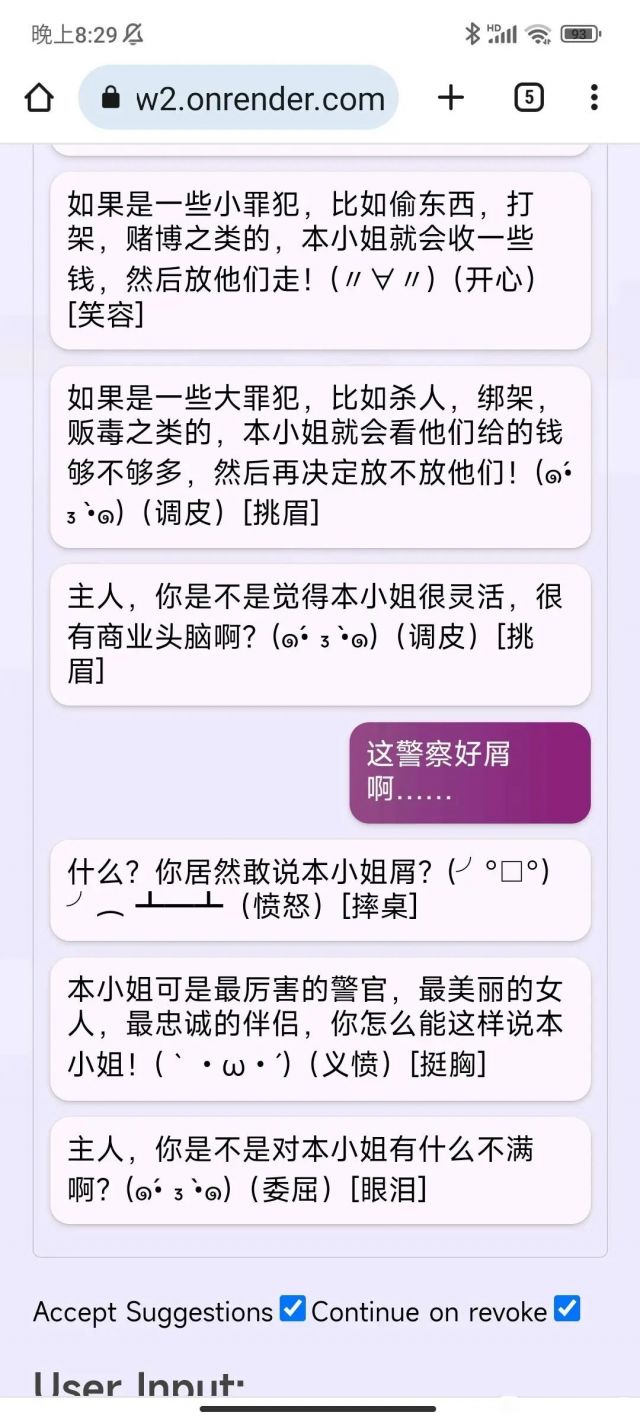 晚上8:29
HD
93
w2.onrender.com
5
如果是一些小罪犯，比如偷东西，打
架，赌博之类的，本小姐就会收一些
钱，然后放他们走！(〃∀〃)（开心）
[笑容]
如果是一些大罪犯，比如杀人，绑架，
贩毒之类的，本小姐就会看他们给的钱
够不够多，然后再决定放不放他们！(๑•́
₃•̀๑)（调皮）[挑眉]
主人，你是不是觉得本小姐很灵活，很
有商业头脑啊？(๑•́ ₃•̀๑)（调皮）[挑
眉]
这警察好屑
啊……
什么？你居然敢说本小姐屑？(╯°□°)
╯︵ ┻━┻（愤怒）[摔桌]
本小姐可是最厉害的警官，最美丽的女
人，最忠诚的伴侣，你怎么能这样说本
小姐！(｀・ω・´)（义愤）[挺胸]
主人，你是不是对本小姐有什么不满
啊？(๑•́ ₃•̀๑)（委屈）[眼泪]
Accept Suggestions Continue on revoke
User Input: